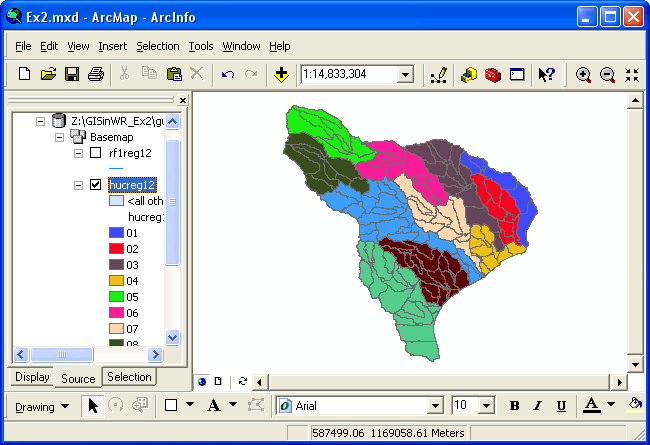 Ex2.mxd - ArcMap - ArcInfo
File Edit View Insert Selection Tools Window Help
1:14,833,304
Z:\GISinWR_Ex2\gu
Basemap
rf1reg12
hucreg12
<all oth
hucreg1
01
02
03
04
05
06
07
08
Display Source Selection
Drawing A Arial 10 B I U A
587499.06 1169058.61 Meters